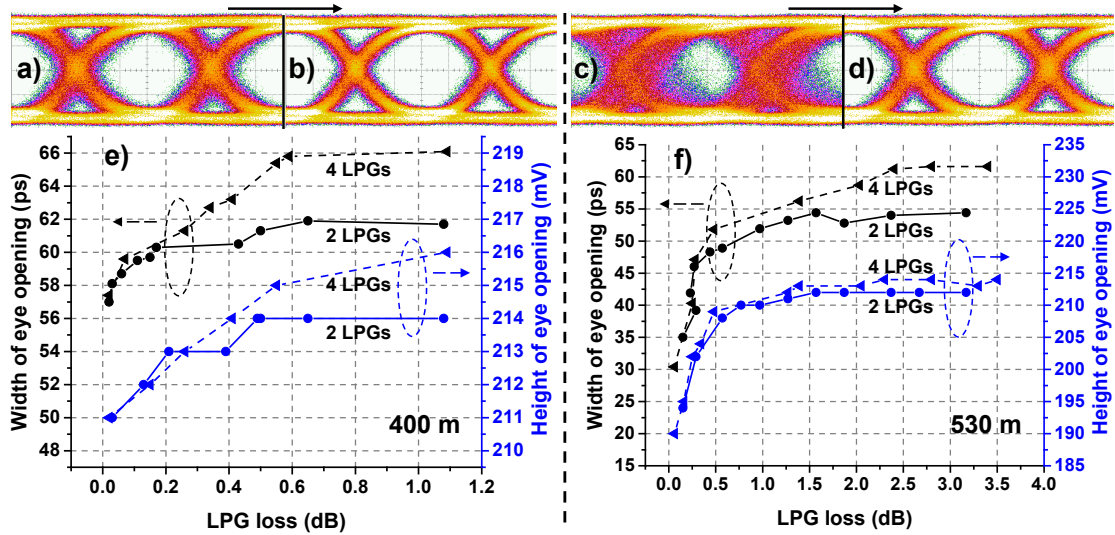 a)
b)
c)
d)
e)
Width of eye opening (ps)
66
64
62
60
58
56
54
52
50
48
4 LPGs
2 LPGs
4 LPGs
2 LPGs
400 m
219
218
217
216
215
214
213
212
211
210
Height of eye opening (mV)
0.0 0.2 0.4 0.6 0.8 1.0 1.2
LPG loss (dB)
f)
Width of eye opening (ps)
65
60
55
50
45
40
35
30
25
20
15
4 LPGs
2 LPGs
4 LPGs
2 LPGs
530 m
235
230
225
220
215
210
205
200
195
190
185
Height of eye opening (mV)
0.0 0.5 1.0 1.5 2.0 2.5 3.0 3.5 4.0
LPG loss (dB)